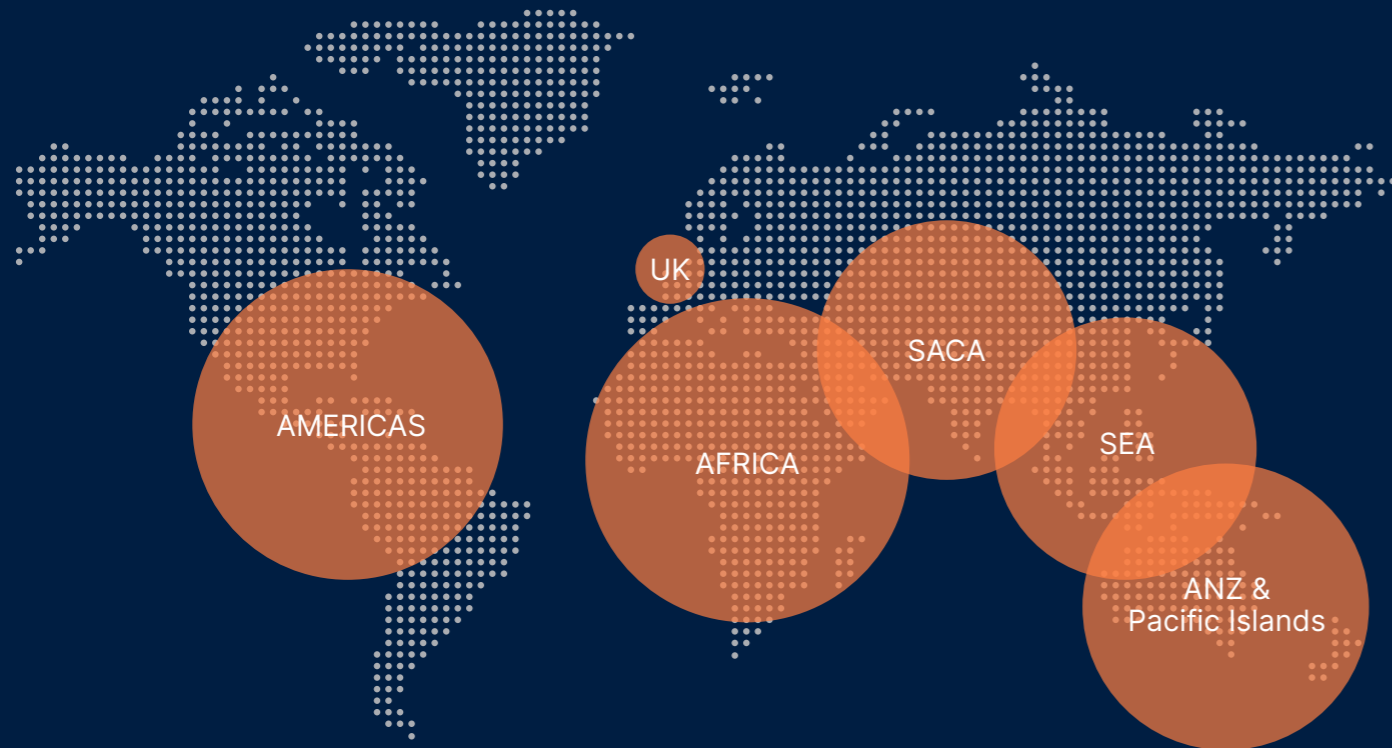 UK
SACA
AMERICAS
AFRICA
SEA
ANZ &
Pacific Islands